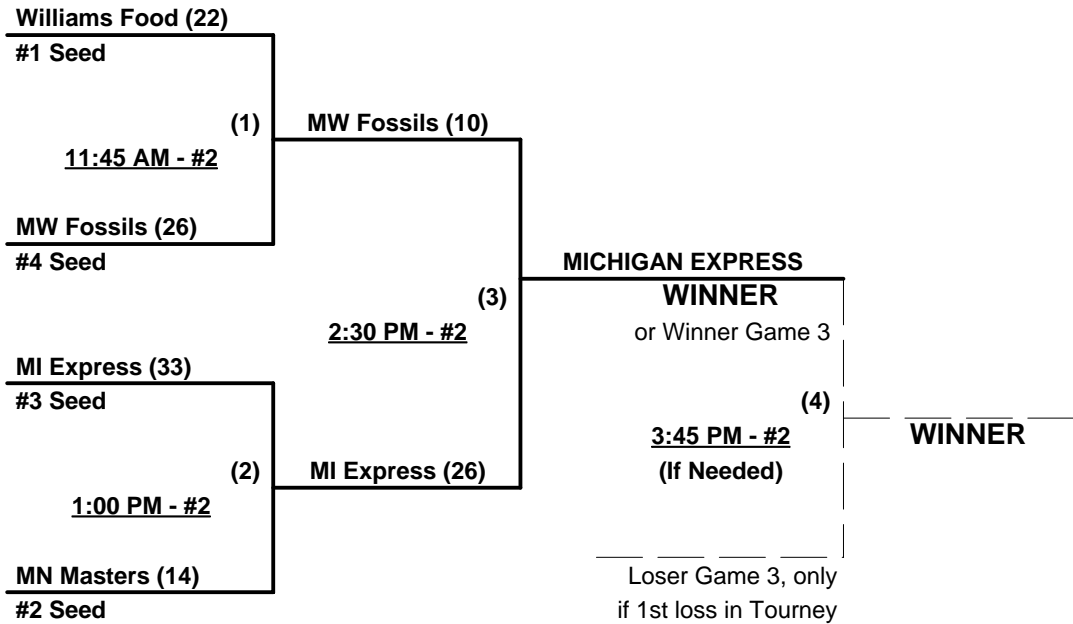 Williams Food (22)
#1 Seed
(1)
MW Fossils (10)
11:45 AM - #2
MW Fossils (26)
#4 Seed
MICHIGAN EXPRESS
WINNER
(3)
2:30 PM - #2
or Winner Game 3
MI Express (33)
#3 Seed
(4)
3:45 PM - #2
WINNER
(If Needed)
(2)
MI Express (26)
1:00 PM - #2
MN Masters (14)
#2 Seed
Loser Game 3, only
if 1st loss in Tourney